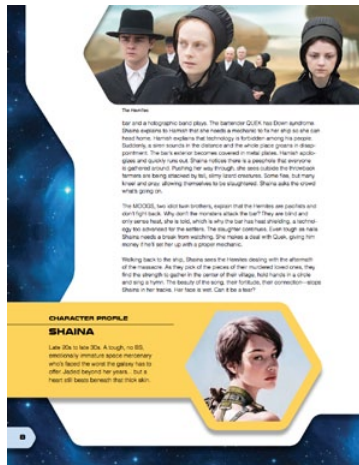 The Hemites
bar and a holographic band plays. The bartender QUEK has Down syndrome.
Shaina explains to Hamish that she needs a mechanic to fix her ship so she can
head home. Hamish explains that technology is forbidden among his people.
Suddenly, a siren sounds in the distance and the whole place groans in disap-
pointment. The bar's exterior becomes covered in metal plates. Hamish apolo-
gizes and quickly runs out. Shaina notices there is a peephole that everyone
is gathered around. Pushing her way through, she sees outside the throwback
farmers are being attacked by tall, slimy lizard creatures. Some flee, but many
kneel and pray, allowing themselves to be slaughtered. Shaina asks the crowd
what's going on.
The twin brothers, explain that the Hemites are pacifists and
don't fight back. Why don't the monsters attack the bar? They are blind and
only sense heat, she is told, which is why the bar has heat shielding, a technol-
ogy too advanced for the settlers. The slaughter continues. Even tough as nails
Shaina needs a break from watching. She makes a deal with Quek, giving him
money if he'll set her up with a proper mechanic.
Walking back to the ship, Shaina sees the Hemites dealing with the aftermath
of the massacre. As they pick of the pieces of their murdered loved ones, they
find the strength to gather in the center of their village, hold hands in a circle
and sing a hymn. The beauty of the song, their fortitude, their connection—stops
Shaina in her tracks. Her face is wet. Can it be a tear?
CHARACTER PROFILE
SHAINA
Late 20s to late 30s. A tough, no BS,
emotionally immature space mercenary
who's faced the worst the galaxy has to
offer. Jaded beyond her years... but a
heart still beats beneath that thick skin.
8